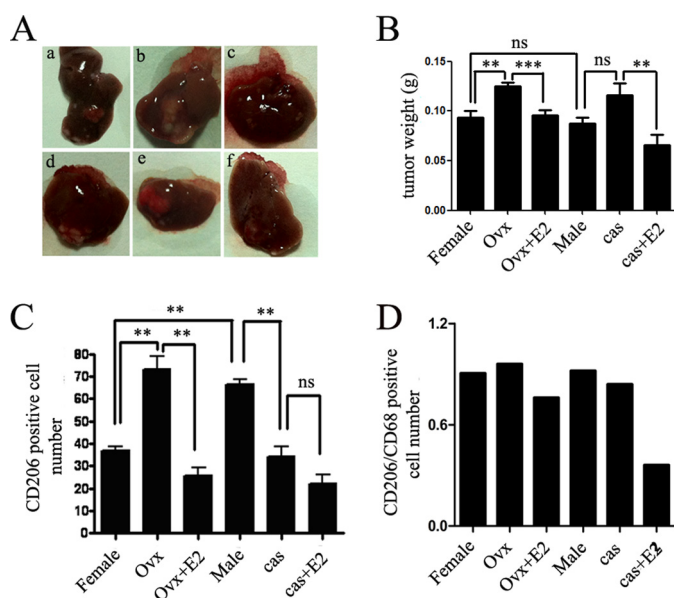 A
a
b
c
d
e
f
B
tumor weight (g)
0.15
0.10
0.05
0.00
ns
**
***
ns
**
Female
Ovx
Ovx+E2
Male
cas
cas+E2
C
CD206 positive cell
number
80
70
60
50
40
30
20
10
0
**
**
**
**
ns
Female
Ovx
Ovx+E2
Male
cas
cas+E2
D
CD206/CD68 positive
cell number
1.2
0.6
0.0
Female
Ovx
Ovx+E2
Male
cas
cas+E2